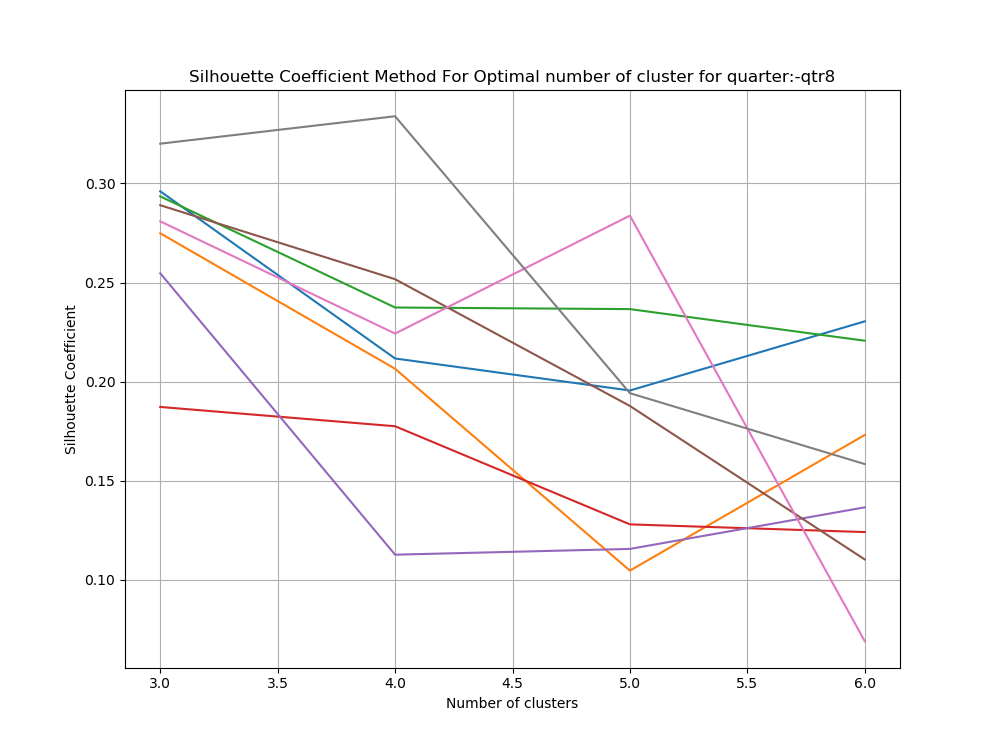 Silhouette Coefficient Method For Optimal number of cluster for quarter:-qtr8
Silhouette Coefficient
0.30
0.25
0.20
0.15
0.10
3.0 3.5 4.0 4.5 5.0 5.5 6.0
Number of clusters